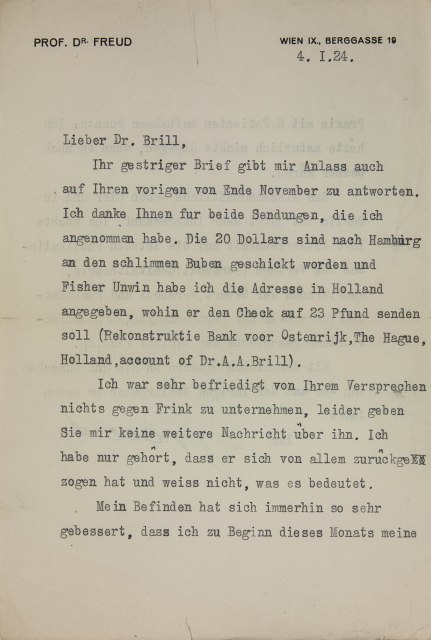 PROF. DR. FREUD
WIEN IX., BERGGASSE 19
4. I.24.
Lieber Dr. Brill,
Ihr gestriger Brief gibt mir Anlass auch
auf Ihren vorigen von Ende November zu antworten.
Ich danke Ihnen fur beide Sendungen, die ich
angenommen habe. Die 20 Dollars sind nach Hamburg
an den schlimmen Buben geschickt worden und
Fisher Unwin habe ich die Adresse in Holland
angegeben, wohin er den Check auf 23 Pfund senden
soll (Rekonstruktie Bank voor Ostenrijk,The Hague,
Holland,account of Dr.A.A.Brill).
Ich war sehr befriedigt von Ihrem Versprechen
nichts gegen Frink zu unternehmen, leider geben
Sie mir keine weitere Nachricht über ihn. Ich
habe nur gehört, dass er sich von allem zurückge
zogen hat und weiss nicht, was es bedeutet.
Mein Befinden hat sich immerhin so sehr
gebessert, dass ich zu Beginn dieses Monats meine